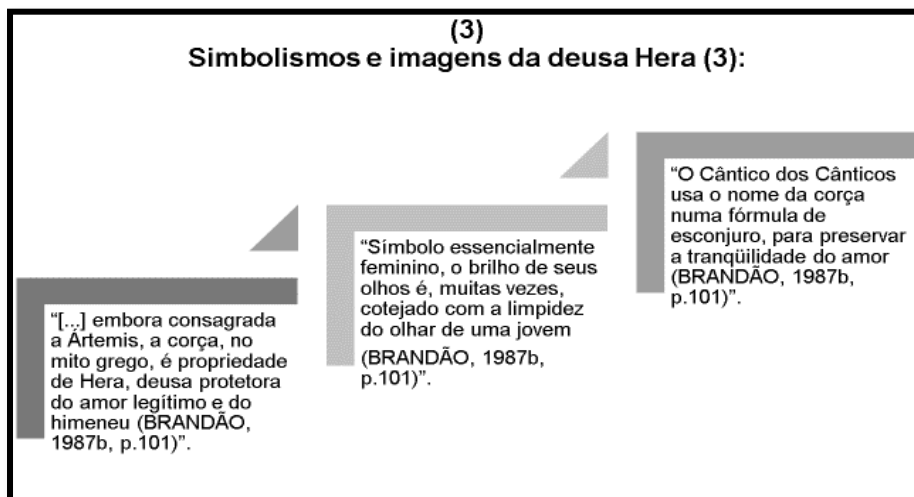 (3)
Simbolismos e imagens da deusa Hera (3):
“[...] embora consagrada
a Ártemis, a corça, no
mito grego, é propriedade
de Hera, deusa protetora
do amor legítimo e do
himeneu (BRANDÃO,
1987b, p.101)”.
“Símbolo essencialmente
feminino, o brilho de seus
olhos é, muitas vezes,
cotejado com a limpidez
do olhar de uma jovem
(BRANDÃO, 1987b,
p.101)”.
“O Cântico dos Cânticos
usa o nome da corça
numa fórmula de
esconjuro, para preservar
a tranqüilidade do amor
(BRANDÃO, 1987b,
p.101)”.